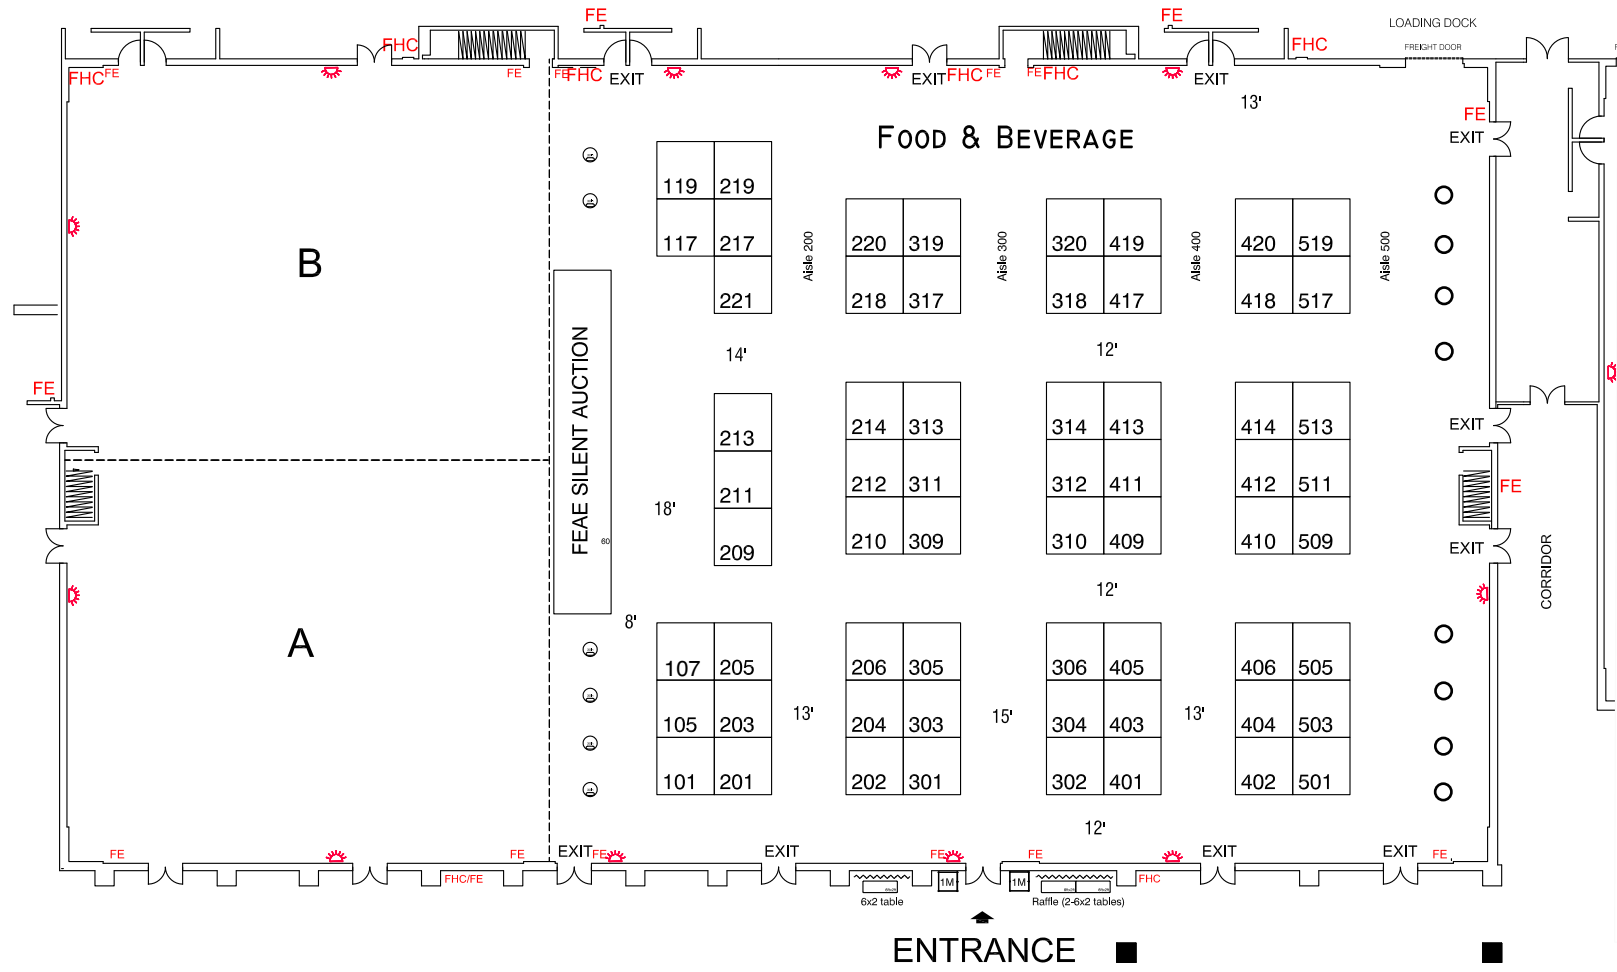 FE
FE
LOADING DOCK
FHC
FHC
FREIGHT DOOR
FHC FE
FE
FE FHC
EXIT
EXIT
FHC FE
FE FHC
EXIT
13'
FE
EXIT
FOOD & BEVERAGE
119 219
117 217
221
Aisle 200
220 319
218 317
Aisle 300
320 419
318 417
Aisle 400
420 519
418 517
Aisle 500
B
14'
12'
FE
FEAE SILENT AUCTION
60
213
211
209
18'
214 313
212 311
210 309
314 413
312 411
310 409
414 513
412 511
410 509
EXIT
FE
EXIT
CORRIDOR
12'
8'
A
107 205
105 203
101 201
13'
206 305
204 303
202 301
15'
306 405
304 403
302 401
13'
406 505
404 503
402 501
12'
FE
FE
EXIT
FE
EXIT
FE
FE
EXIT
EXIT
FE
FHC/FE
1M
1M
FHC
6x2 table
Raffle (2-6x2 tables)
ENTRANCE